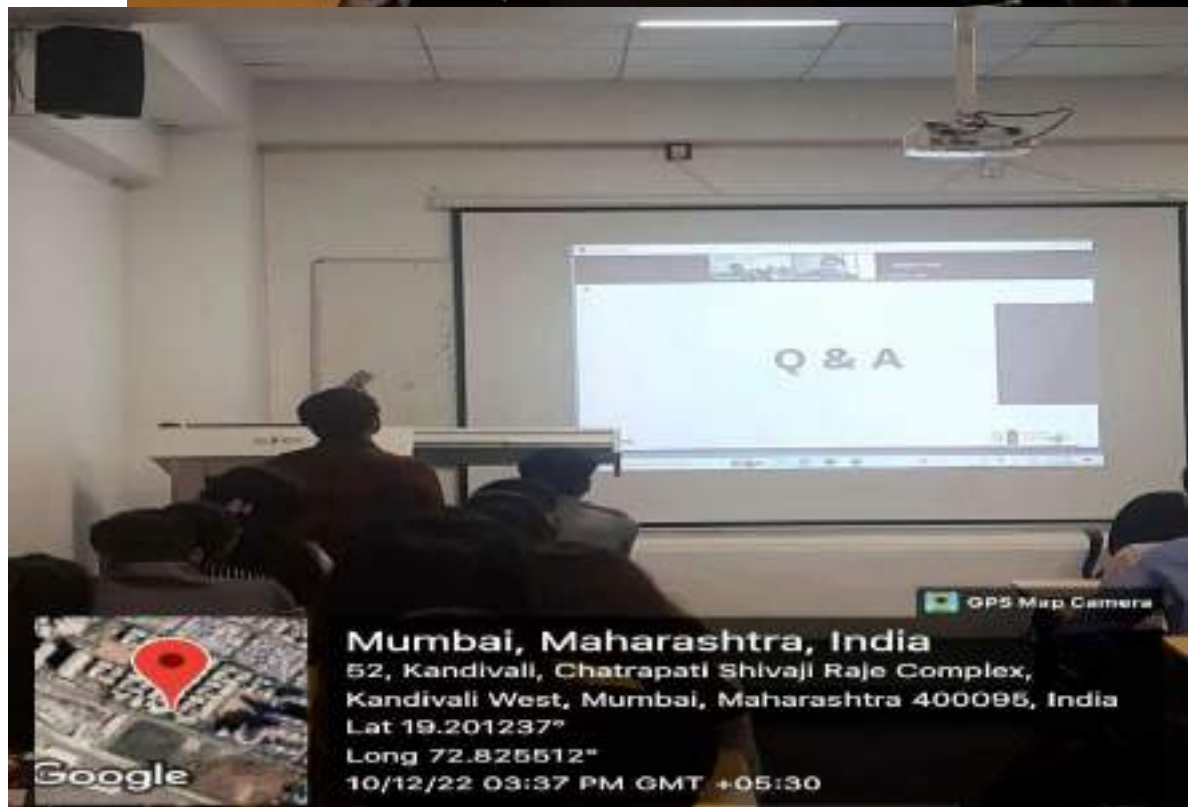 Q & A
GPS Map Camera
Mumbai, Maharashtra, India
52, Kandivali, Chatrapati Shivaji Raje Complex,
Kandivali West, Mumbai, Maharashtra 400095, India
Lat 19.201237°
Long 72.825512°
10/12/22 03:37 PM GMT +05:30
Google